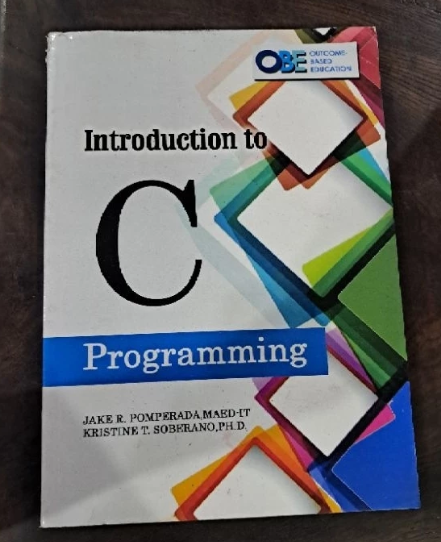 OBE OUTCOME-
BASED
EDUCATION
Introduction to
C
Programming
JAKE R. POMPERADA,MAED-IT
KRISTINE T. SOBERANO,PH.D.